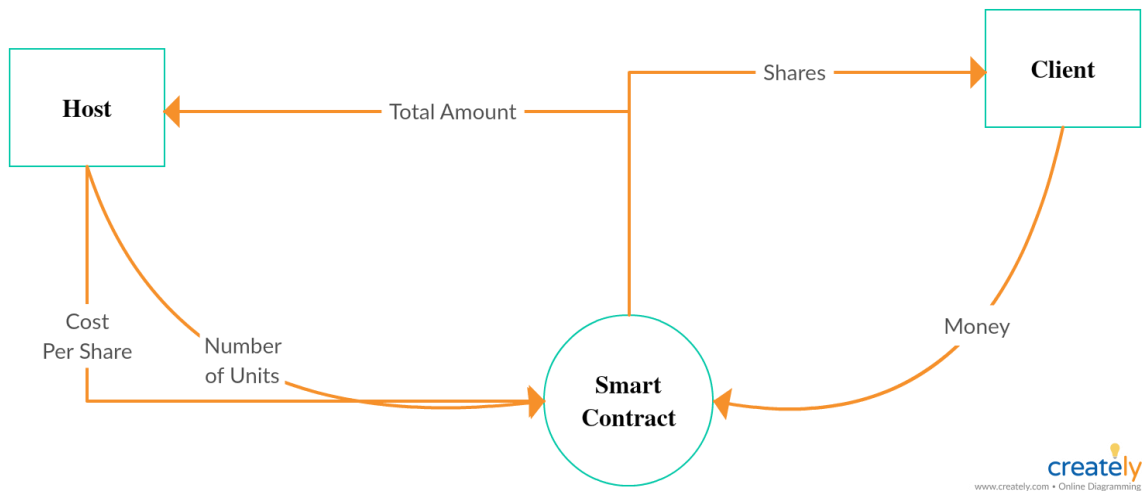 Shares
Client
Host
Total Amount
Cost
Per Share
Number
of Units
Money
Smart
Contract
creately
www.creately.com • Online Diagramming